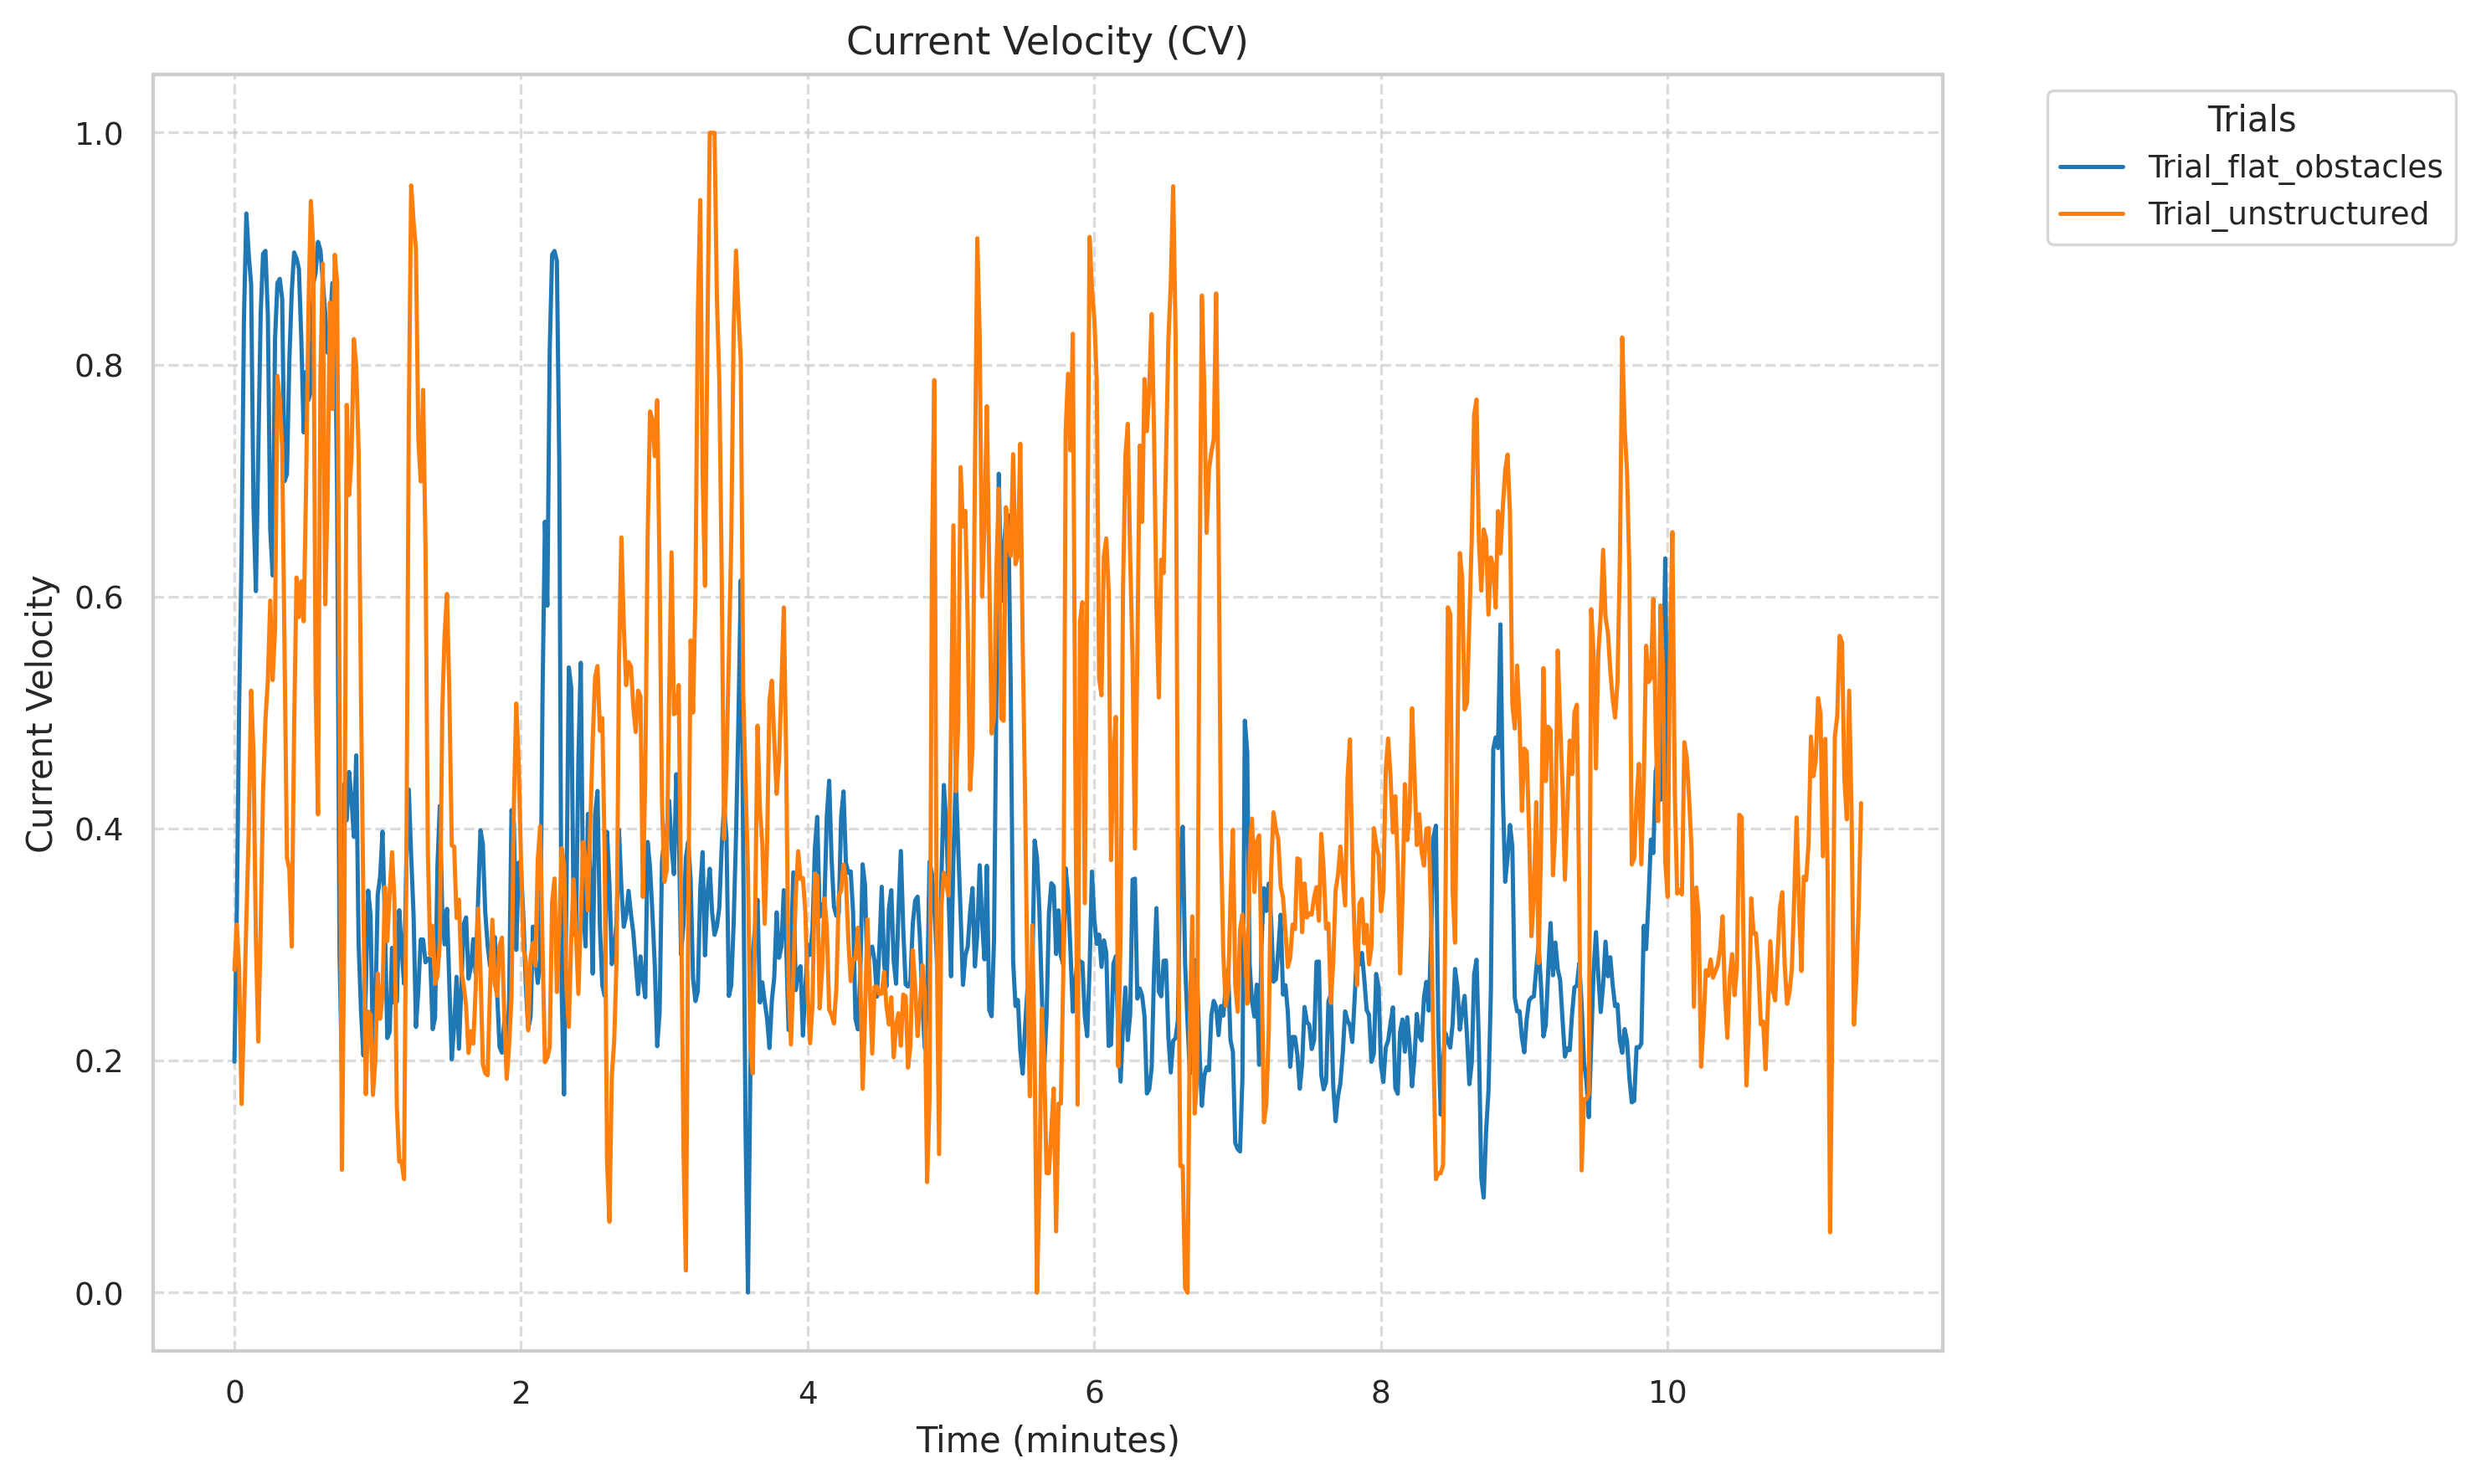 Current Velocity (CV)
Trials
Trial_flat_obstacles
Trial_unstructured
Current Velocity
1.0
0.8
0.6
0.4
0.2
0.0
0 2 4 6 8 10
Time (minutes)